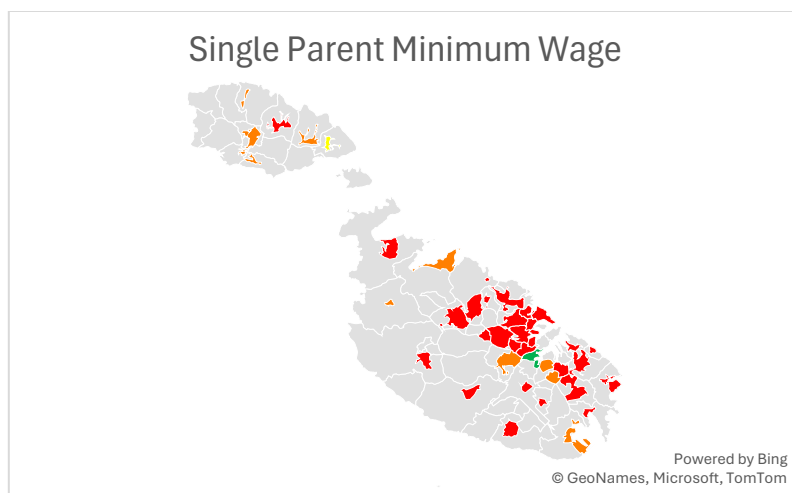 Single Parent Minimum Wage
Powered by Bing
© GeoNames, Microsoft, TomTom